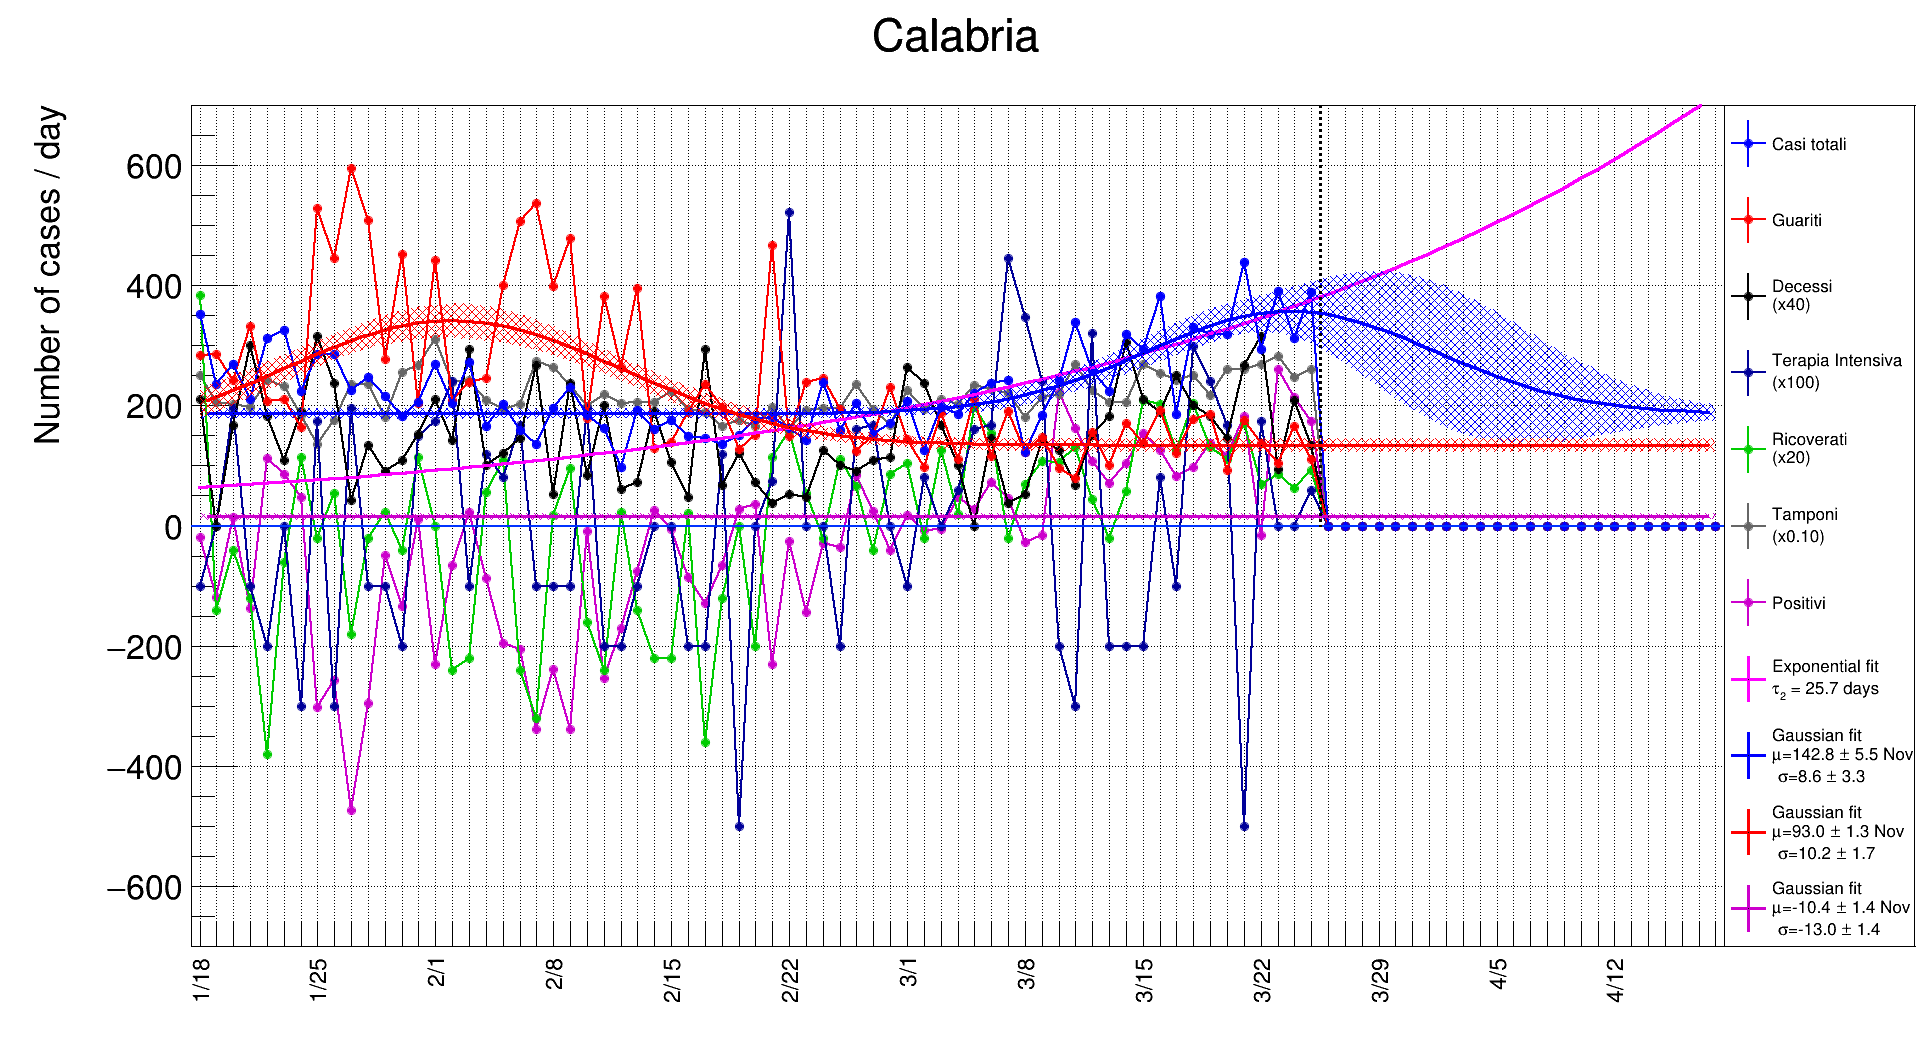 Calabria
Number of cases / day
600
400
200
0
−200
−400
−600
1/18
1/25
2/1
2/8
2/15
2/22
3/1
3/8
3/15
3/22
3/29
4/5
4/12
Casi totali
Guariti
Decessi
(x40)
Terapia Intensiva
(x100)
Ricoverati
(x20)
Tamponi
(x0.10)
Positivi
Exponential fit
τ2 = 25.7 days
Gaussian fit
μ=142.8 ± 5.5 Nov
σ=8.6 ± 3.3
Gaussian fit
μ=93.0 ± 1.3 Nov
σ=10.2 ± 1.7
Gaussian fit
μ=-10.4 ± 1.4 Nov
σ=-13.0 ± 1.4